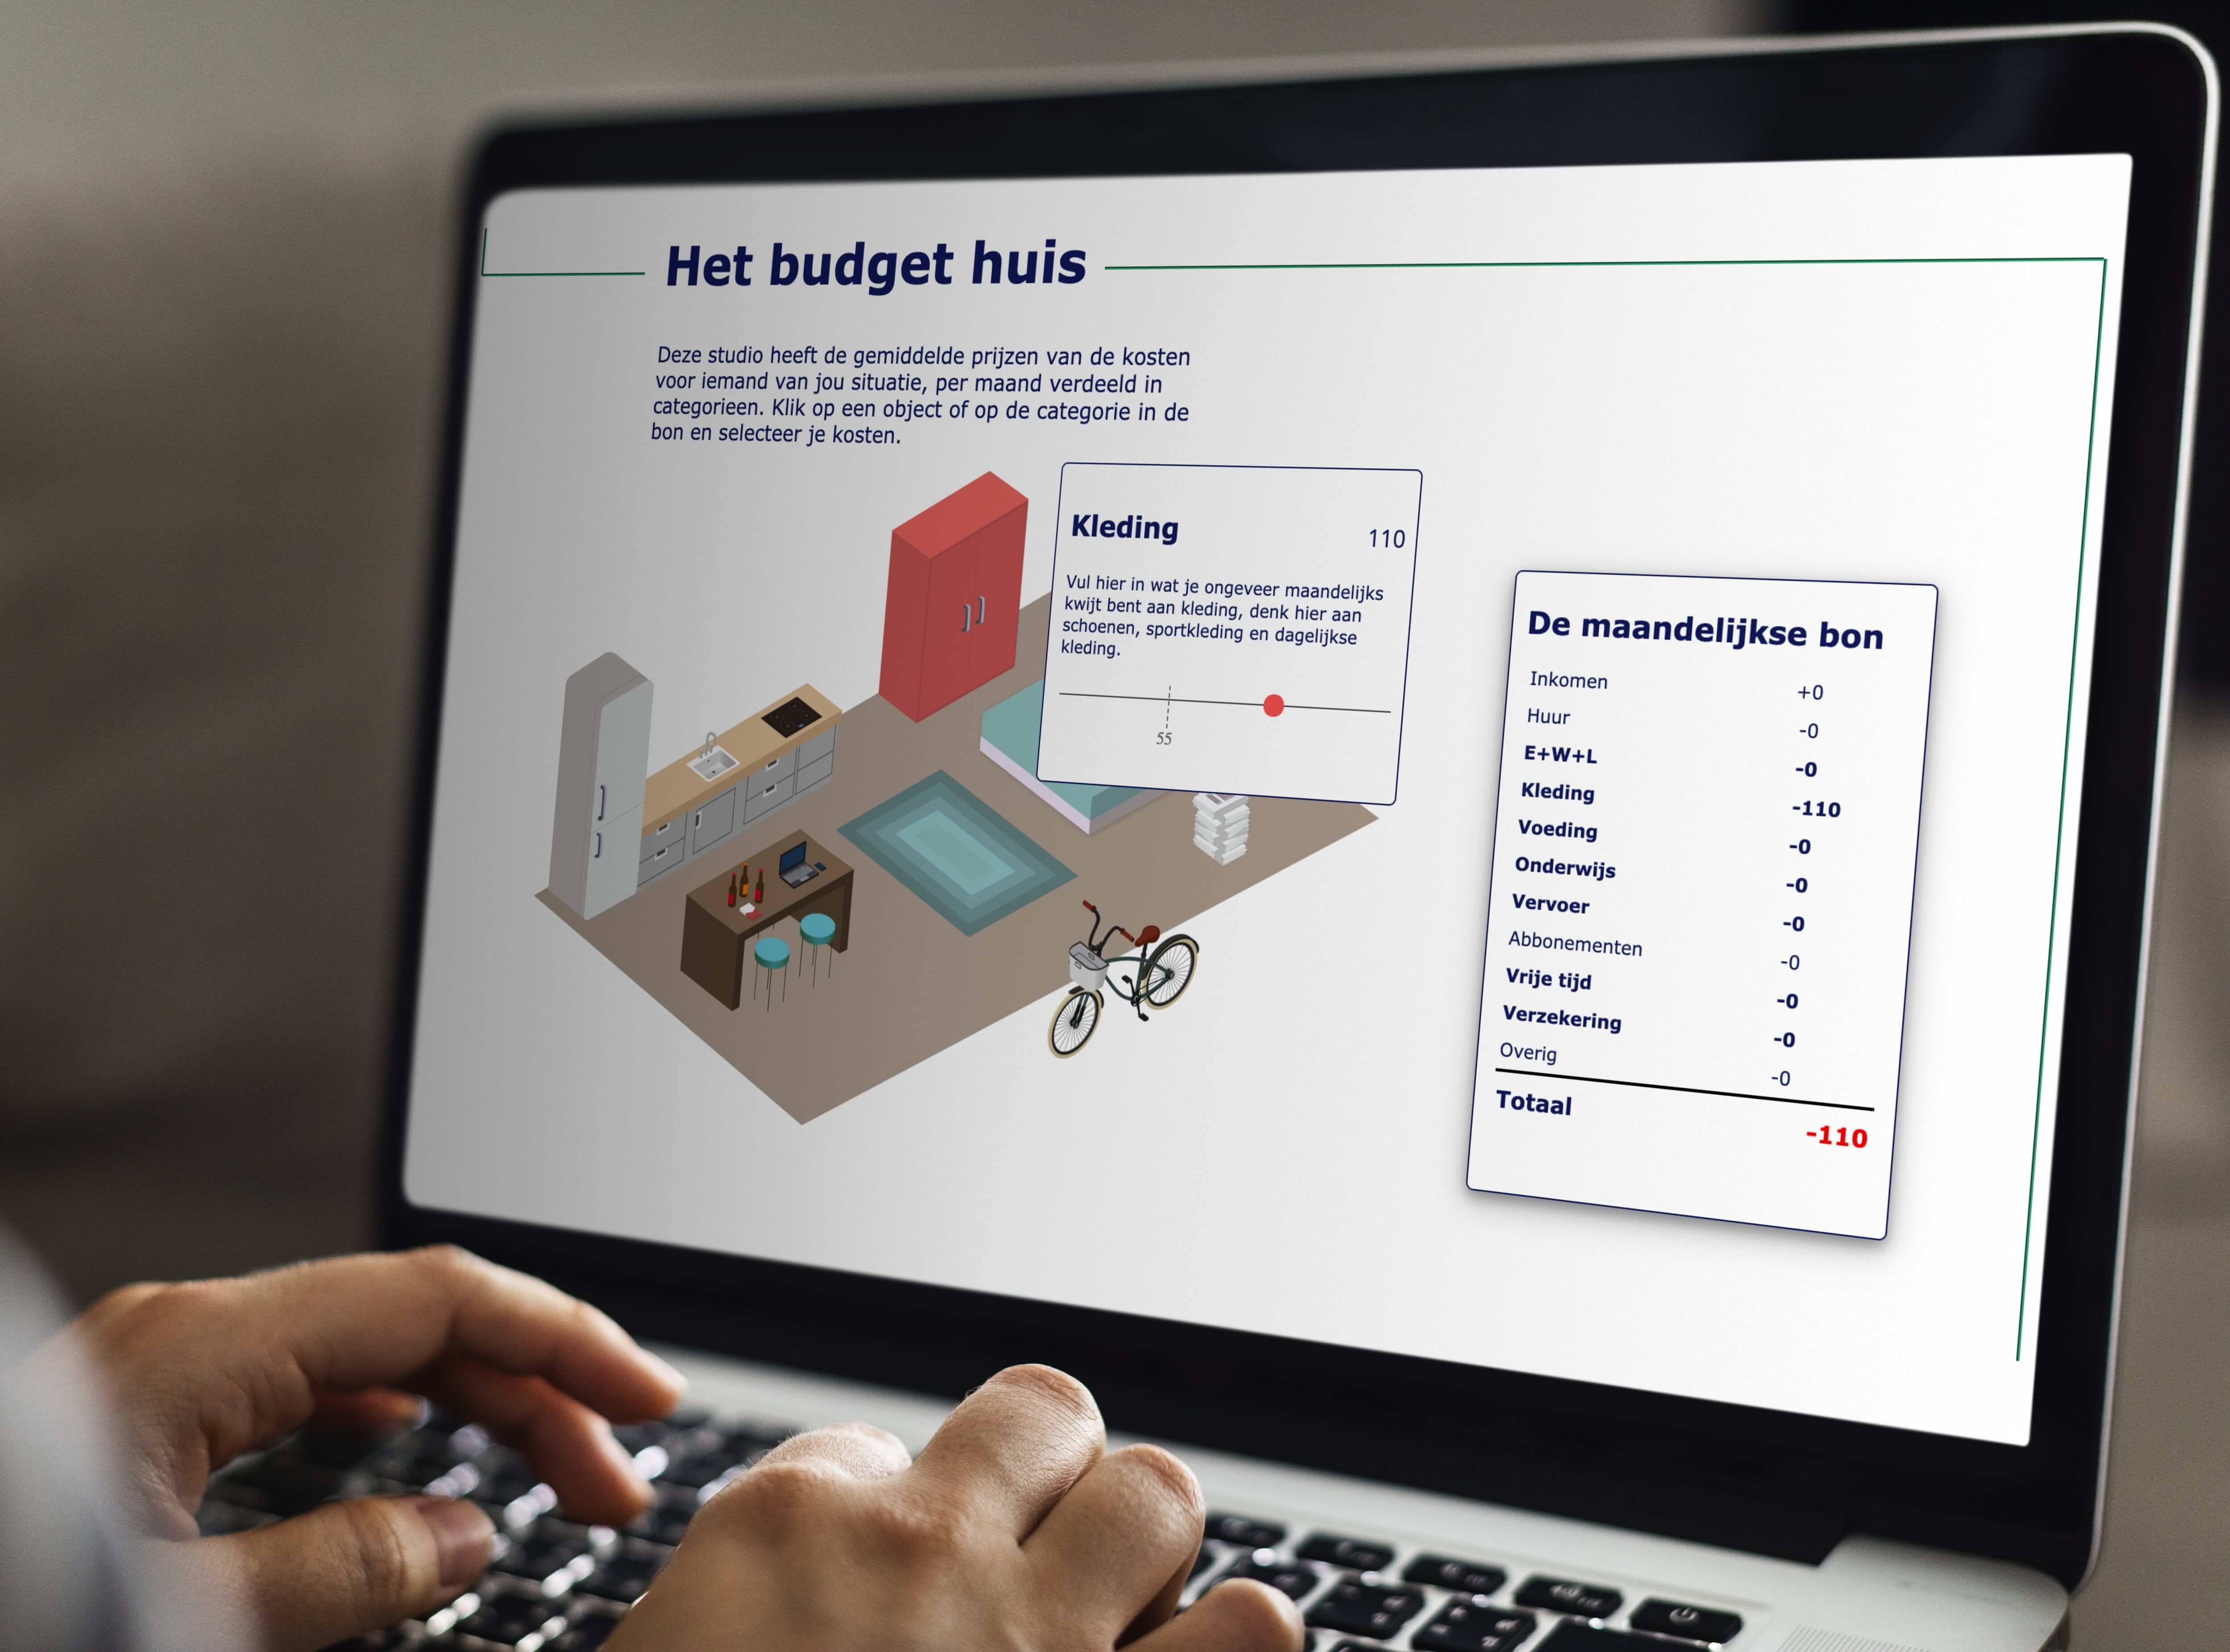 Het budget huis
Deze studio heeft de gemiddelde prijzen van de kosten
voor iemand van jou situatie, per maand verdeeld in
categorieen. Klik op een object of op de categorie in de
bon en selecteer je kosten.
Kleding 110
Vul hier in wat je ongeveer maandelijks
kwijt bent aan kleding, denk hier aan
schoenen, sportkleding en dagelijkse
kleding.
55
De maandelijkse bon
Inkomen +0
Huur -0
E+W+L -0
Kleding -110
Voeding -0
Onderwijs -0
Vervoer -0
Abbonementen -0
Vrije tijd -0
Verzekering -0
Overig -0
Totaal -110